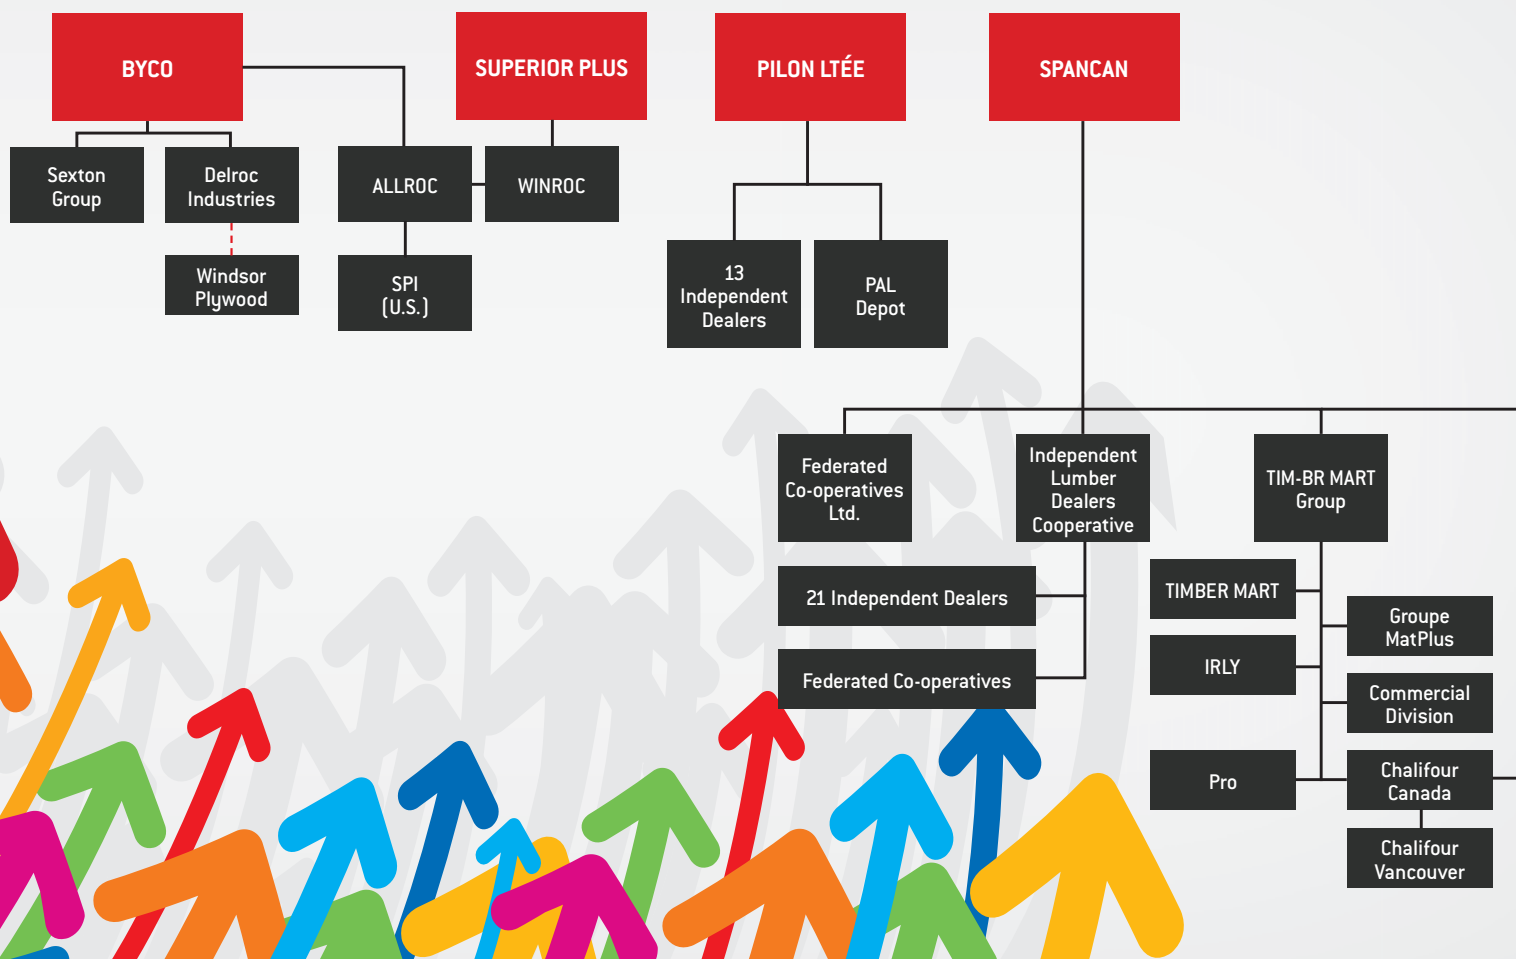 BYCO
SUPERIOR PLUS
PILON LTÉE
SPANCAN
Sexton
Group
Delroc
Industries
ALLROC
WINROC
Windsor
Plywood
SPI
(U.S.)
13
Independent
Dealers
PAL
Depot
Federated
Co-operatives
Ltd.
Independent
Lumber
Dealers
Cooperative
TIM-BR MART
Group
21 Independent Dealers
Federated Co-operatives
TIMBER MART
Groupe
MatPlus
IRLY
Commercial
Division
Pro
Chalifour
Canada
Chalifour
Vancouver